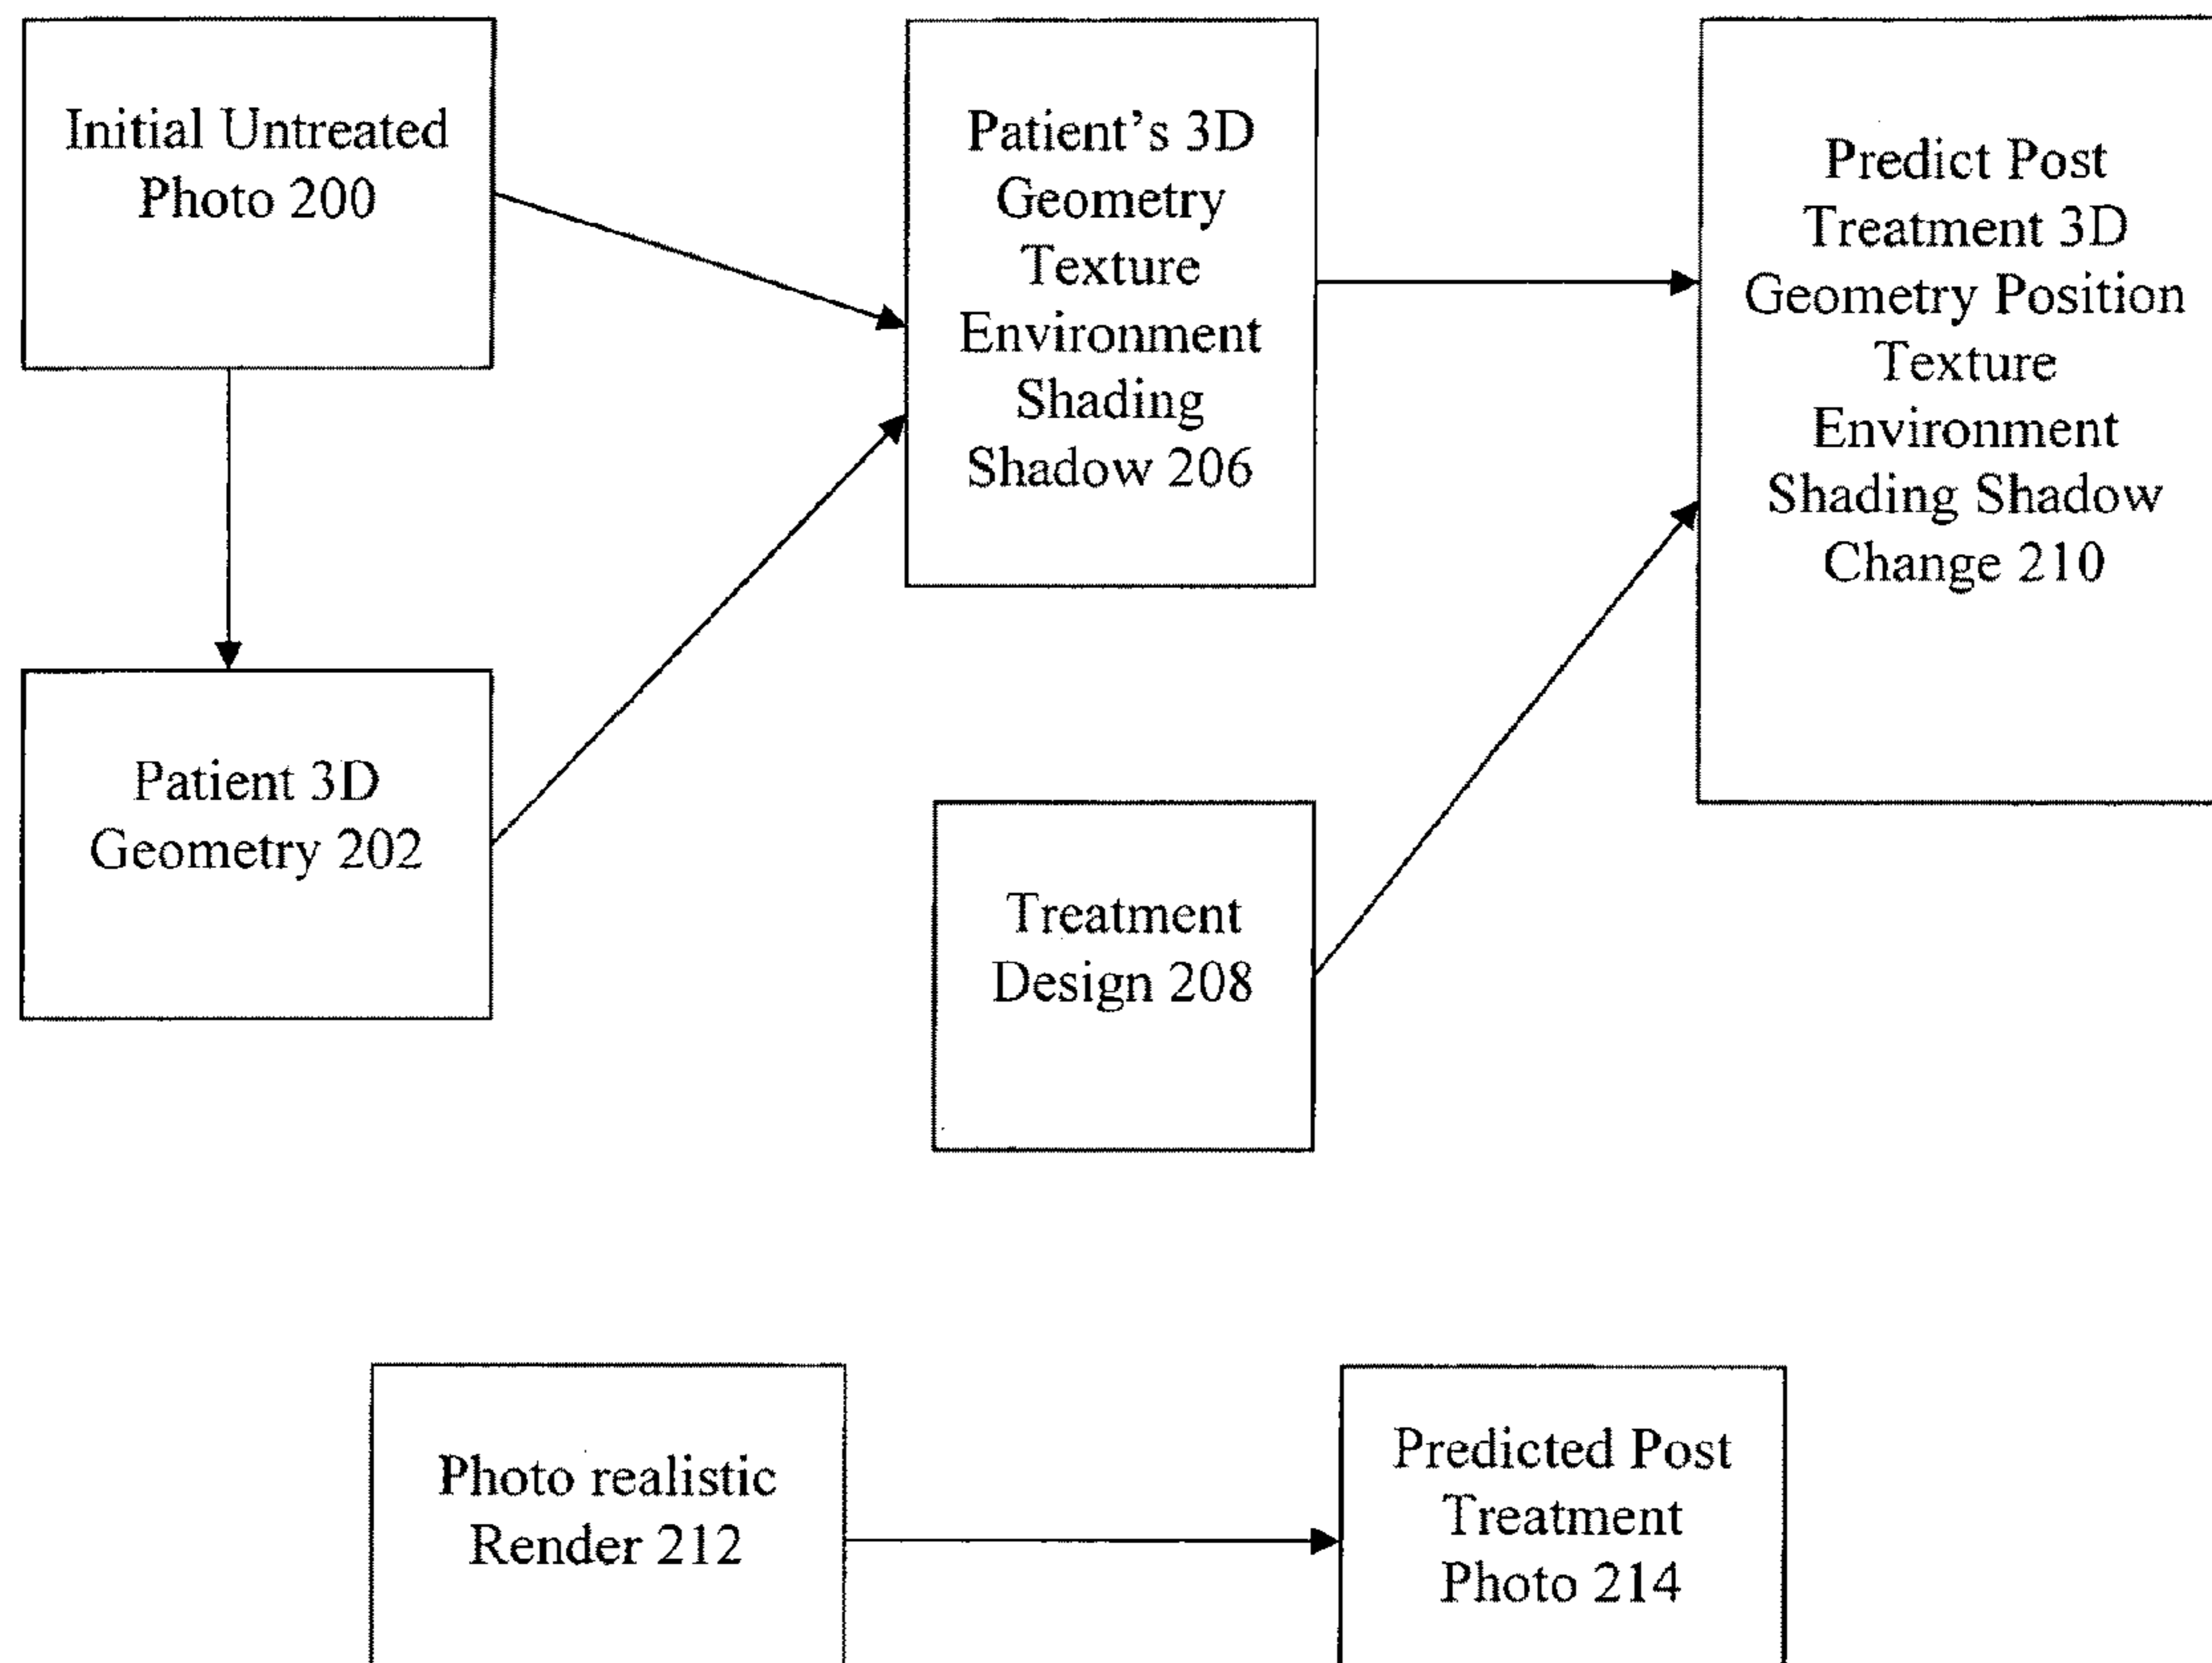 Initial Untreated
Photo 200
Patient's 3D
Geometry
Texture
Environment
Shading
Shadow 206
Predict Post
Treatment 3D
Geometry Position
Texture
Environment
Shading Shadow
Change 210
Patient 3D
Geometry 202
Treatment
Design 208
Photo realistic
Render 212
Predicted Post
Treatment
Photo 214